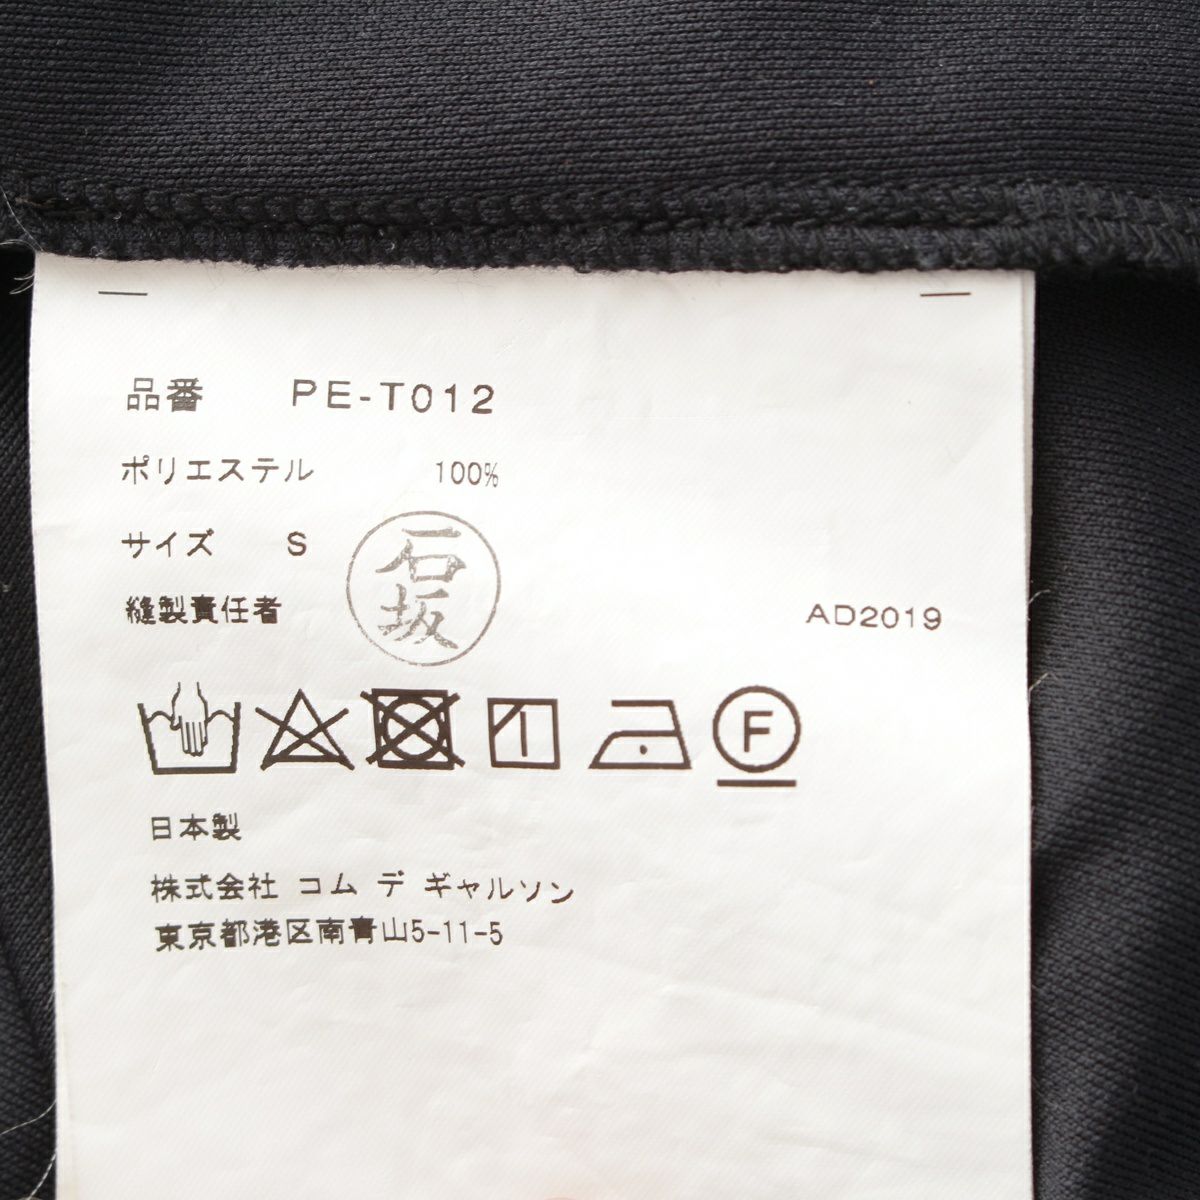 品番 PE-T012
ポリエステル 100%
サイズ S
縫製責任者 石坂
AD2019
F
日本製
株式会社 コム デ ギャルソン
東京都港区南青山5-11-5